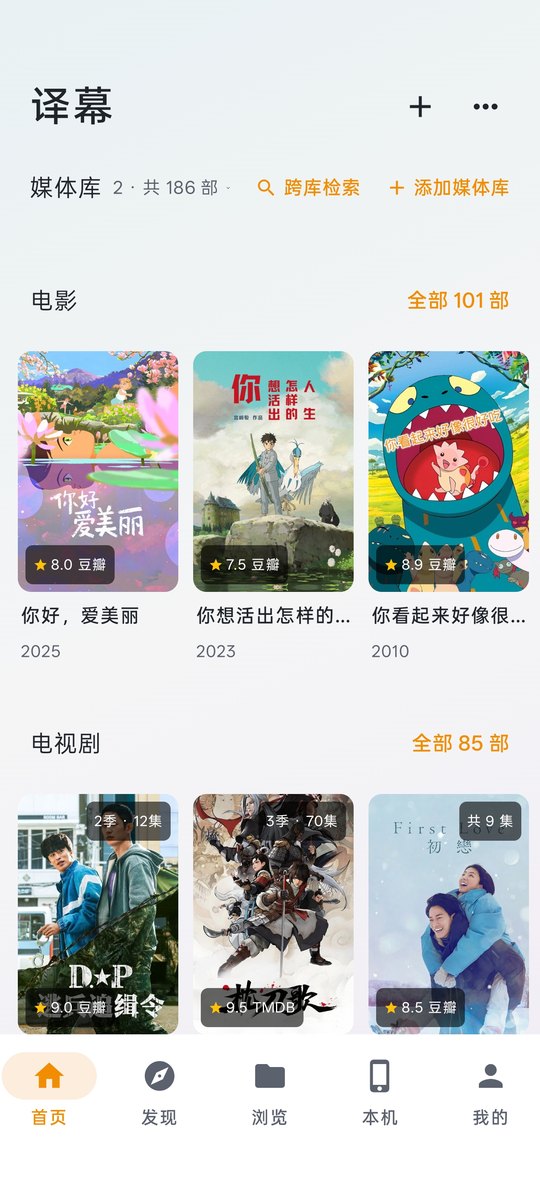 译幕
媒体库 2 · 共 186 部
跨库检索
添加媒体库
电影
全部 101 部
你好
爱美丽
8.0 豆瓣
你想活出怎样的人生
宫崎骏 作品
7.5 豆瓣
你看起来好像很好吃
8.9 豆瓣
你好，爱美丽
你想活出怎样的...
你看起来好像很...
2025
2023
2010
电视剧
全部 85 部
2季 · 12集
D★P
逃兵追缉令
9.0 豆瓣
3季 · 70集
9.5 TMDB
共 9 集
First Love
初恋
8.5 豆瓣
首页
发现
浏览
本机
我的